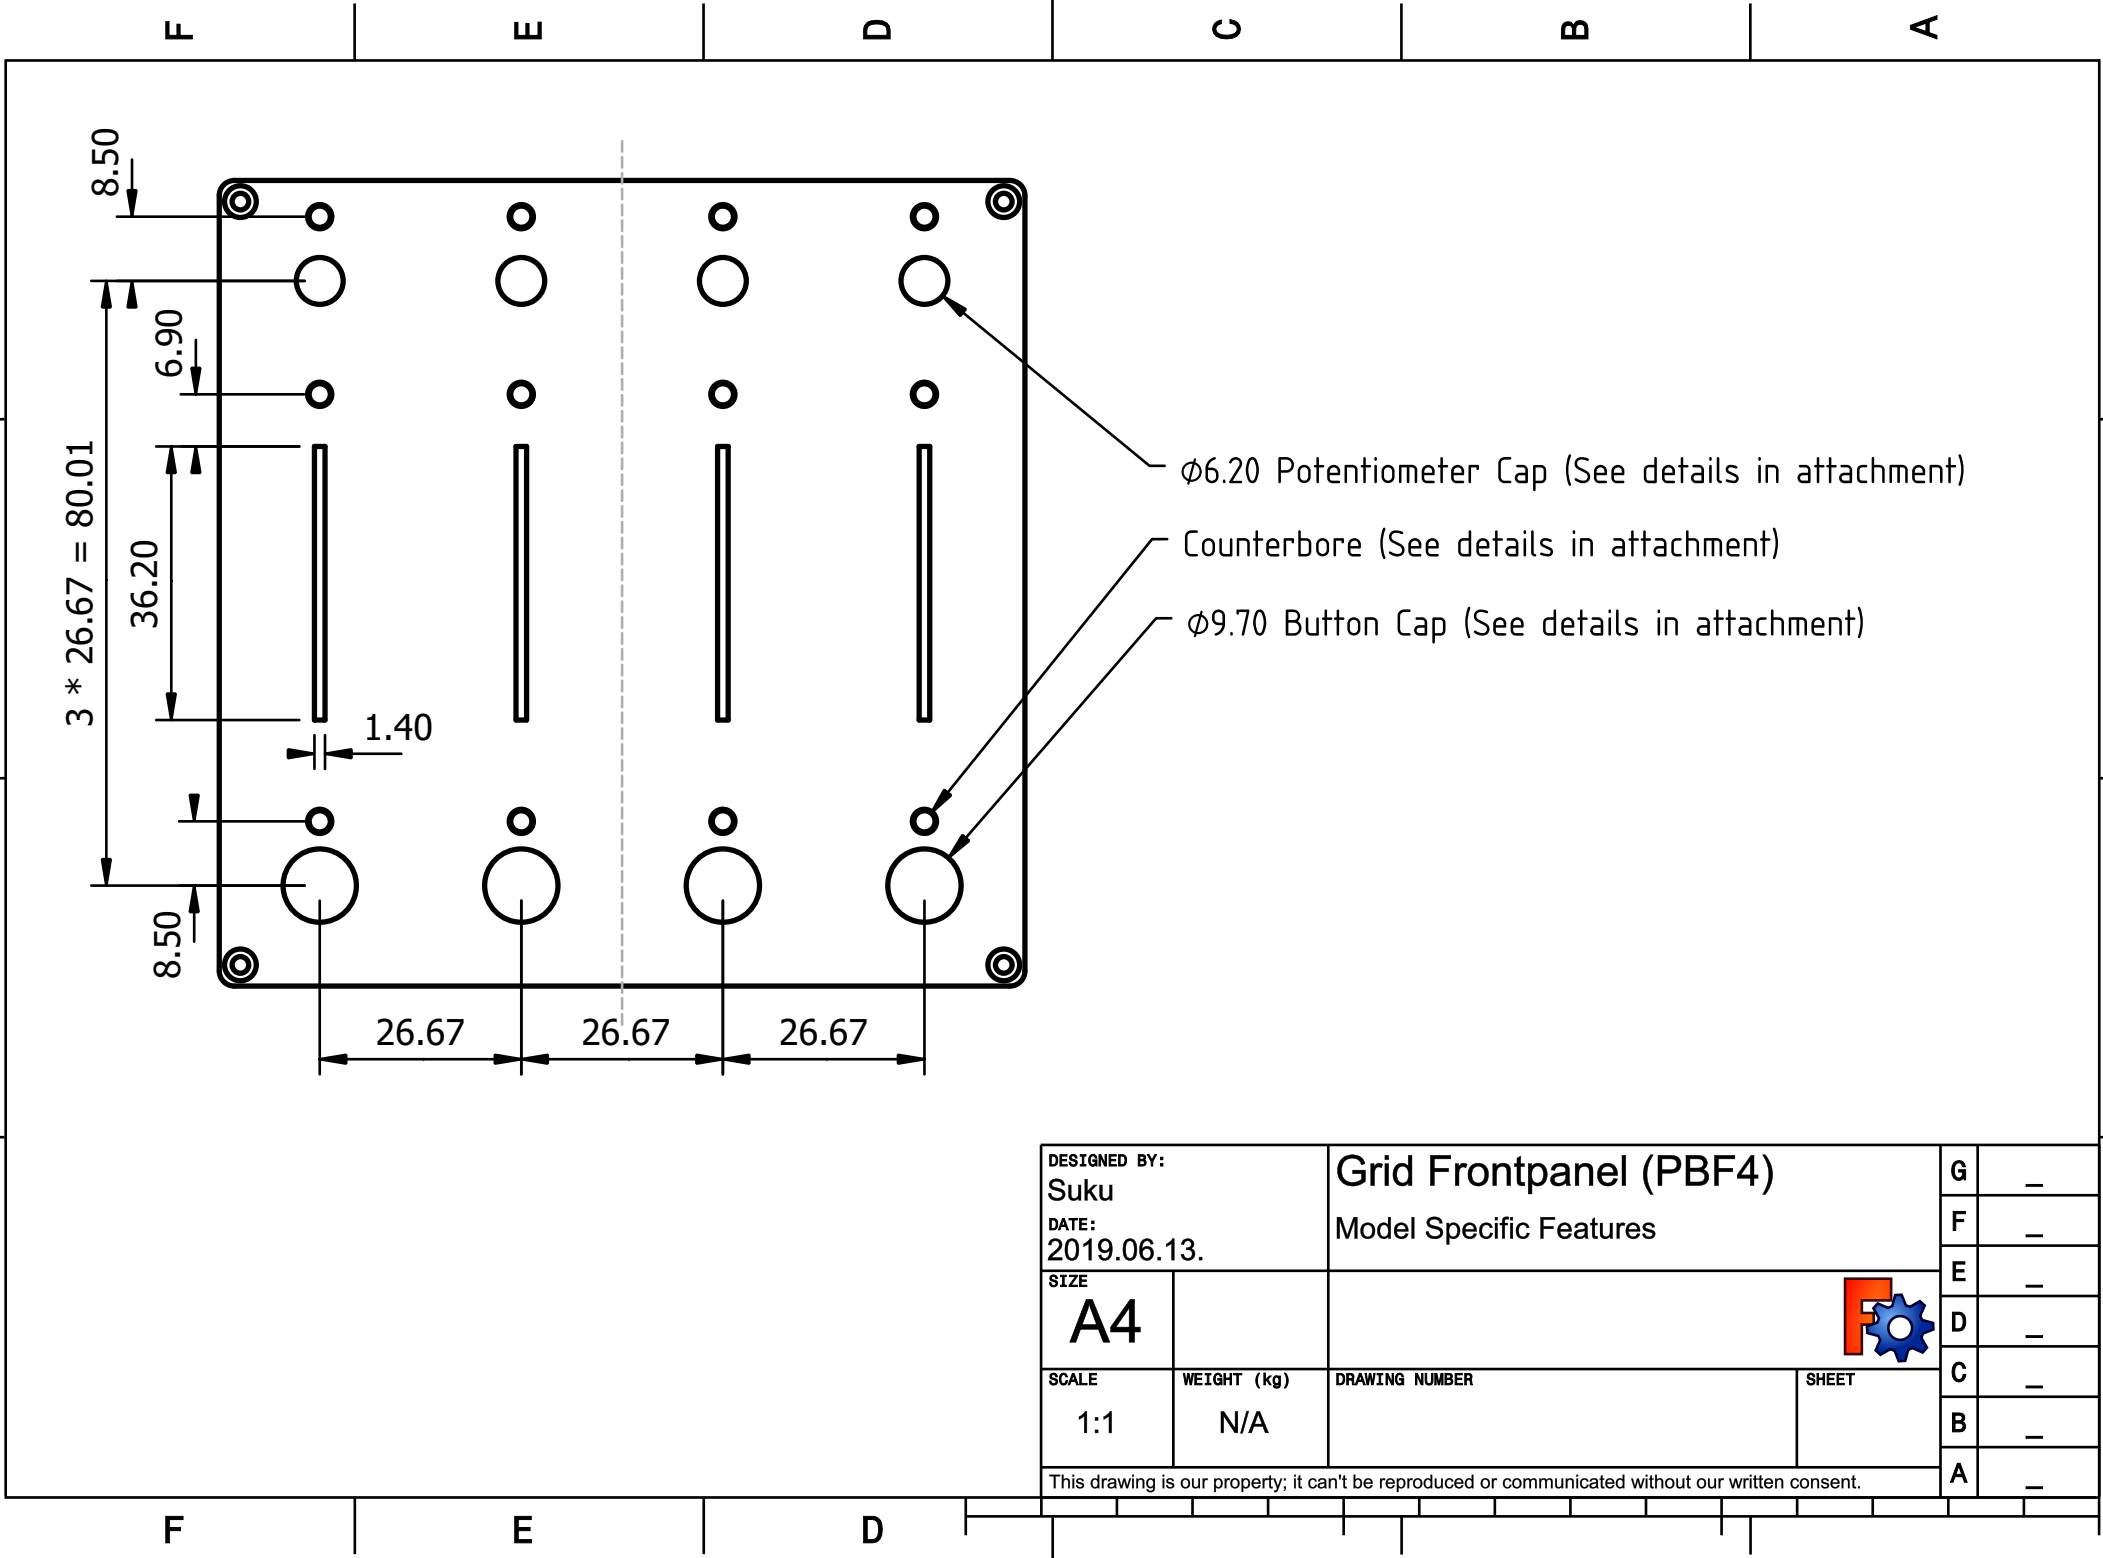 F E D C B A
8.50
6.90
3 * 26.67 = 80.01
36.20
1.40
8.50
26.67 26.67 26.67
⌀6.20 Potentiometer Cap (See details in attachment)
Counterbore (See details in attachment)
⌀9.70 Button Cap (See details in attachment)
DESIGNED BY:
Suku
DATE:
2019.06.13.
Grid Frontpanel (PBF4)
Model Specific Features
SIZE
A4
SCALE
1:1
WEIGHT (kg)
N/A
DRAWING NUMBER
SHEET
G _
F _
E _
D _
C _
B _
A _
This drawing is our property; it can't be reproduced or communicated without our written consent.
F E D